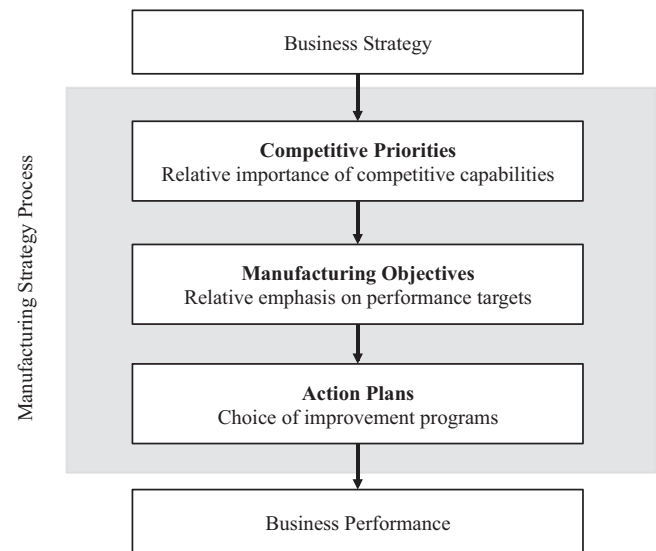 Business Strategy
Manufacturing Strategy Process
Competitive Priorities
Relative importance of competitive capabilities
Manufacturing Objectives
Relative emphasis on performance targets
Action Plans
Choice of improvement programs
Business Performance